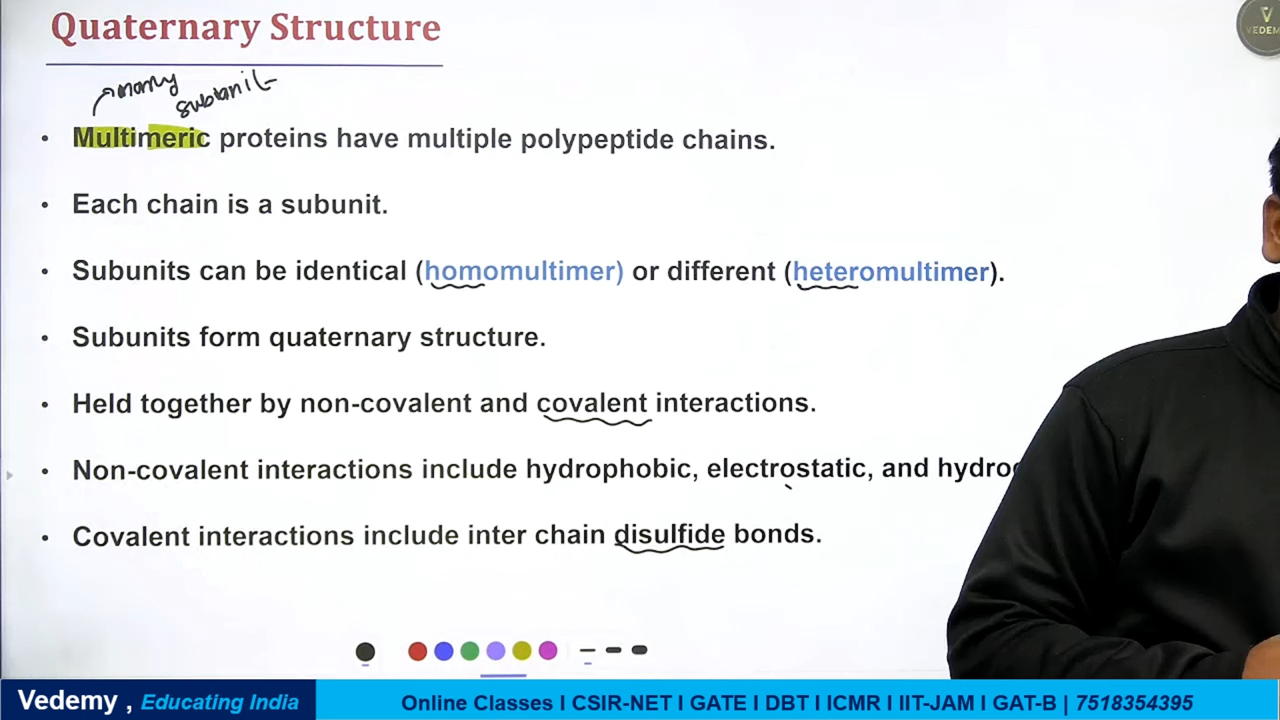 Quaternary Structure
VEDEM
many
subunit
• Multimeric proteins have multiple polypeptide chains.
• Each chain is a subunit.
• Subunits can be identical (homomultimer) or different (heteromultimer).
• Subunits form quaternary structure.
• Held together by non-covalent and covalent interactions.
• Non-covalent interactions include hydrophobic, electrostatic, and hydro
• Covalent interactions include inter chain disulfide bonds.
Vedemy , Educating India
Online Classes I CSIR-NET I GATE I DBT I ICMR I IIT-JAM I GAT-B | 7518354395